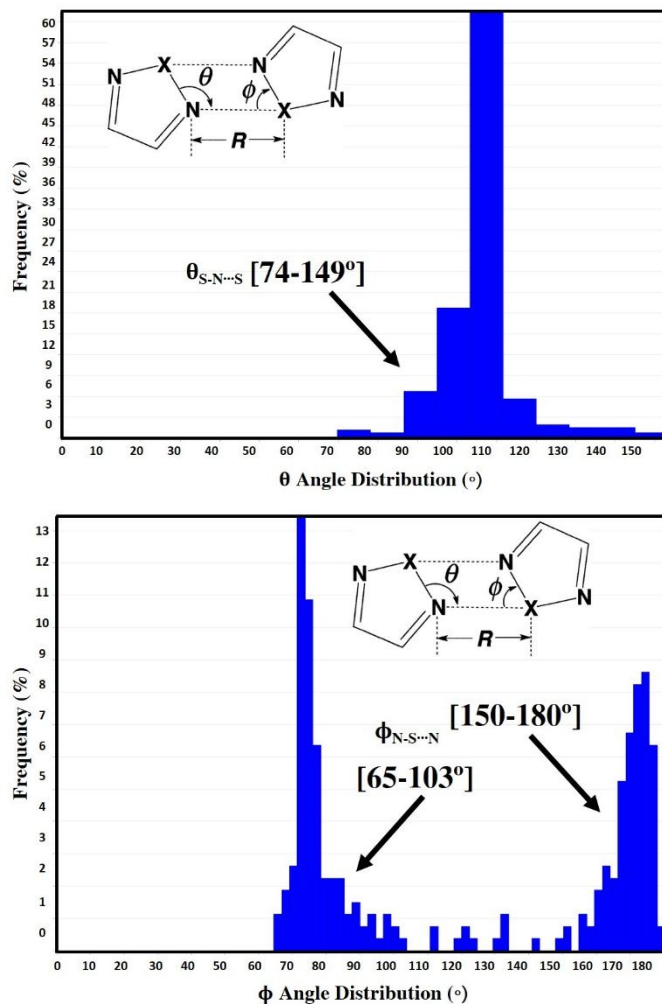 60
57
54
51
48
45
42
39
36
33
30
27
24
21
18
15
12
9
6
3
0
Frequency (%)
N
X
N
θ
N
ϕ
X
N
R
θS-N···S [74-149º]
0 10 20 30 40 50 60 70 80 90 100 110 120 130 140 150
θ Angle Distribution (º)
13
12
11
10
9
8
7
6
5
4
3
2
1
0
Frequency (%)
N
X
N
θ
N
ϕ
X
N
R
ϕN-S···N
[150-180º]
[65-103º]
0 10 20 30 40 50 60 70 80 90 100 110 120 130 140 150 160 170 180
ϕ Angle Distribution (º)